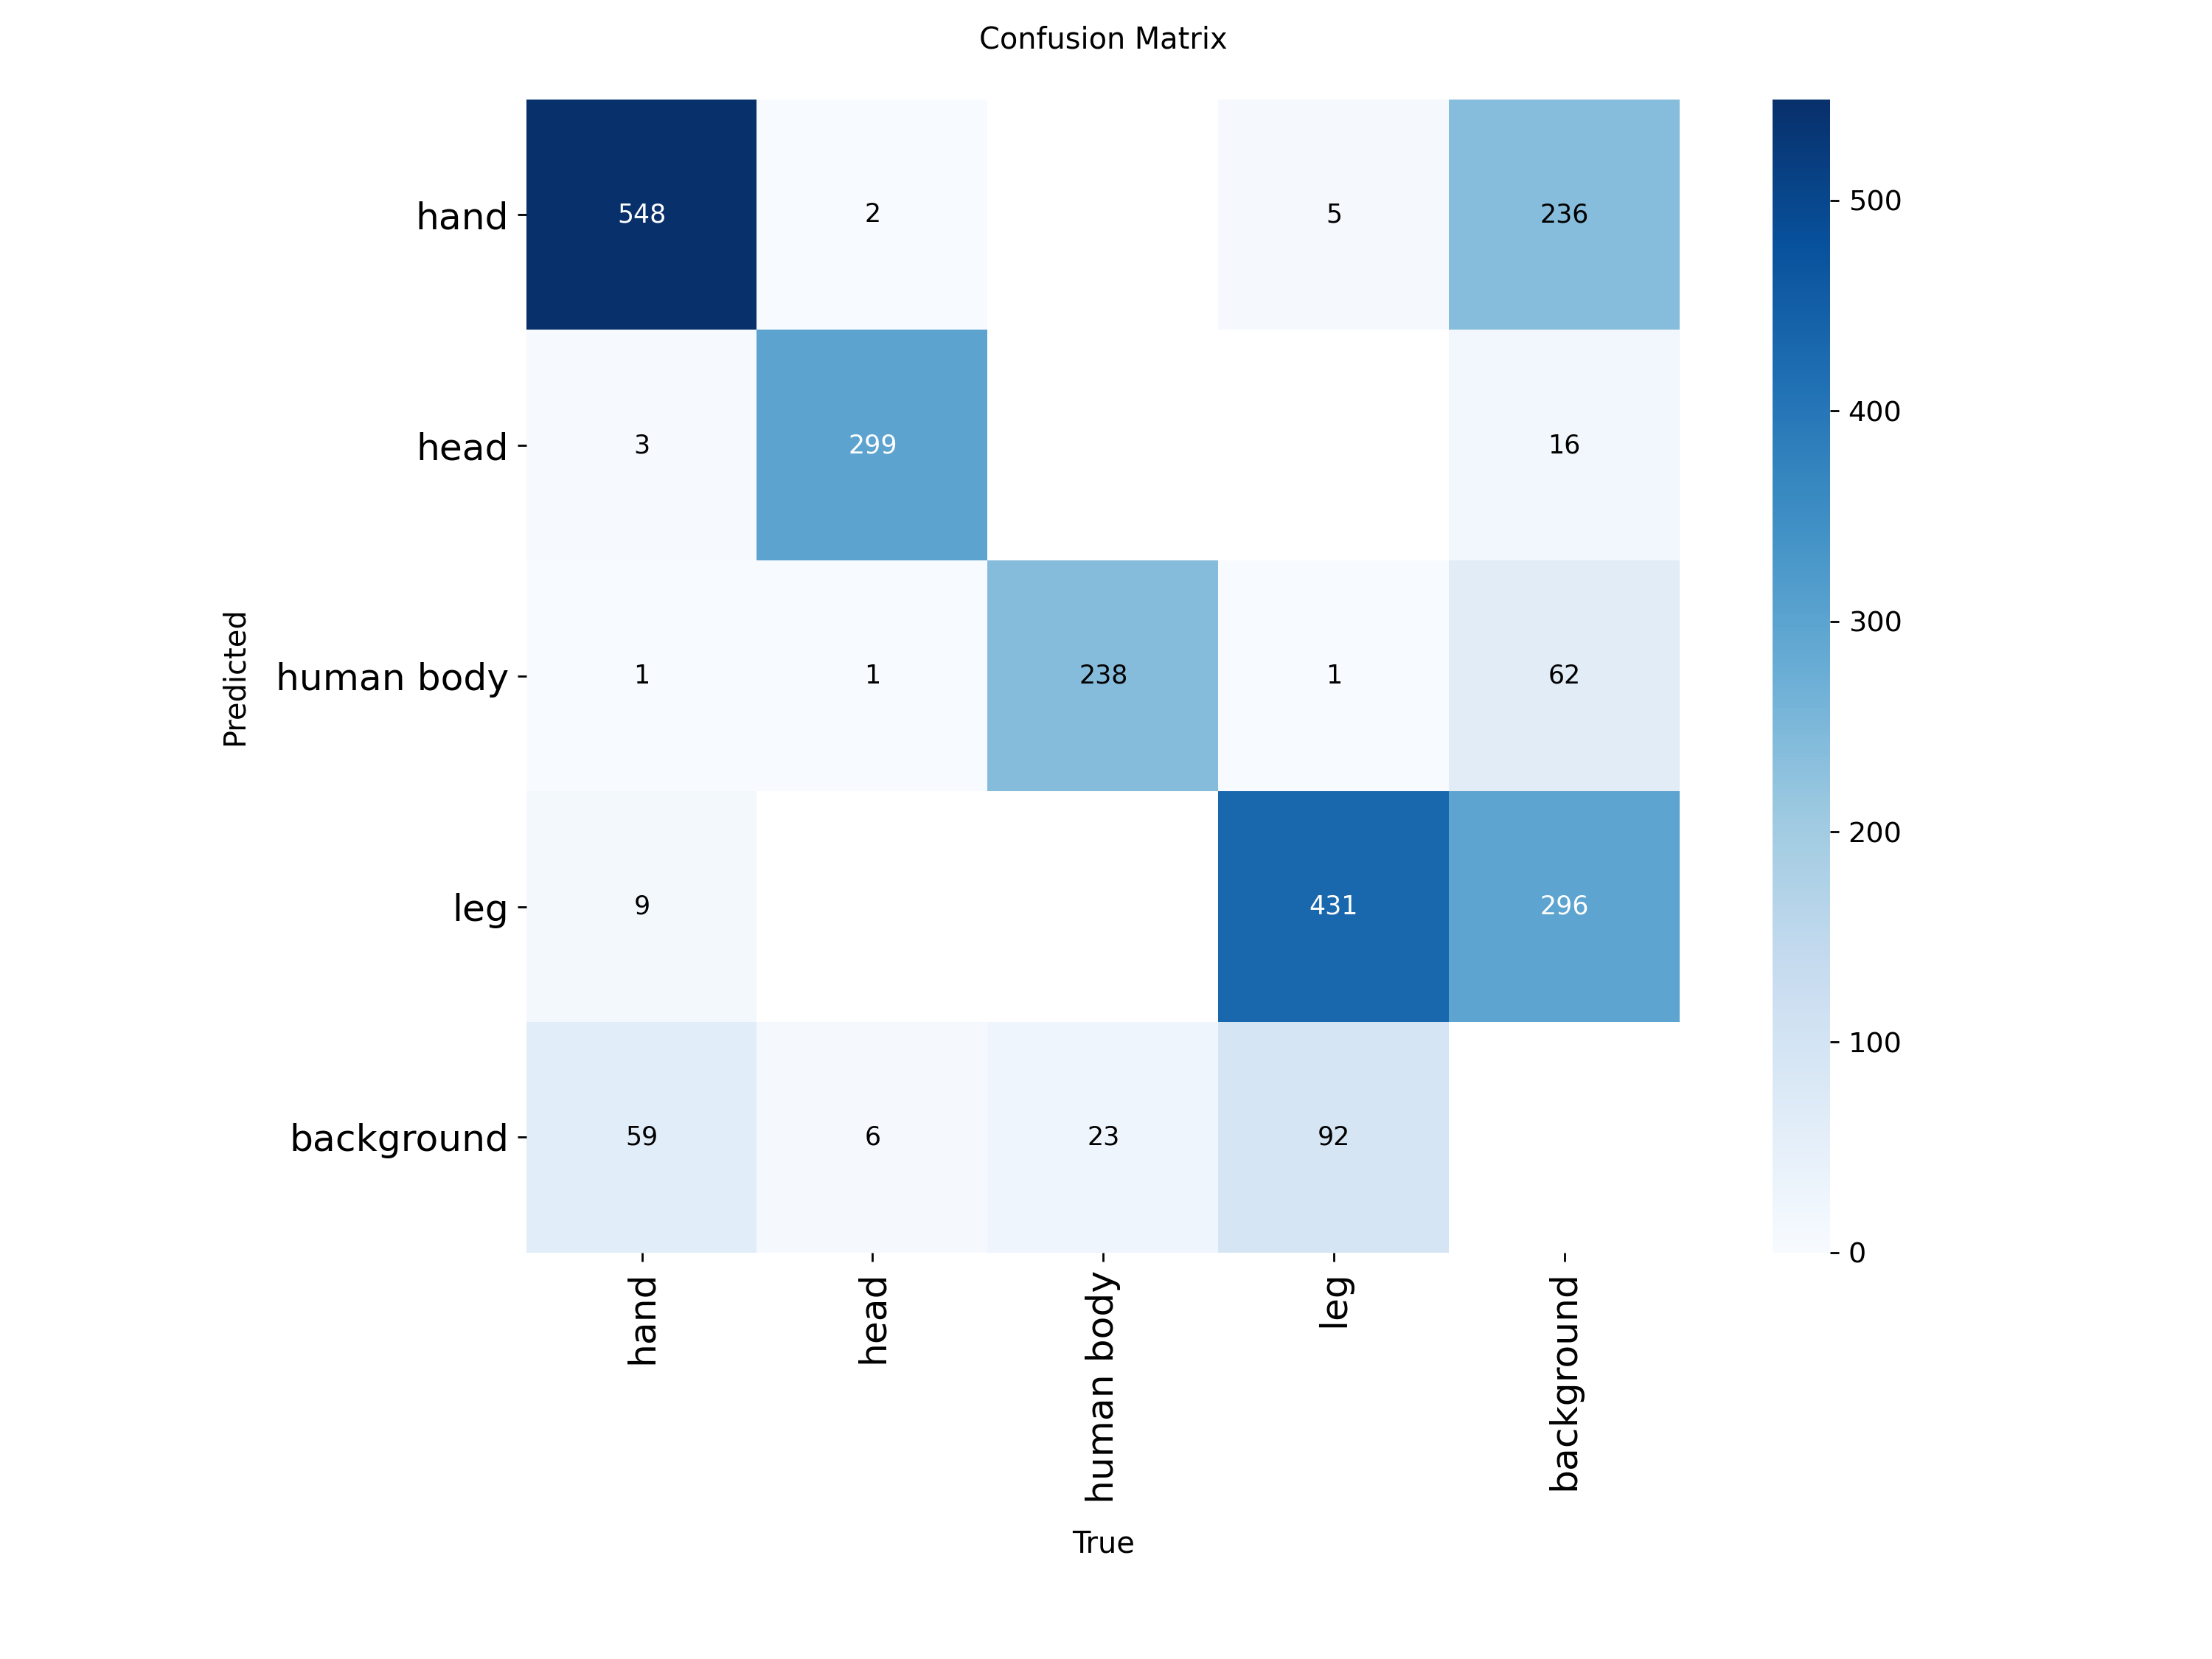 Confusion Matrix
hand 548 2 5 236
head 3 299 16
human body 1 1 238 1 62
leg 9 431 296
background 59 6 23 92
Predicted
hand head human body leg background
True
500
400
300
200
100
0